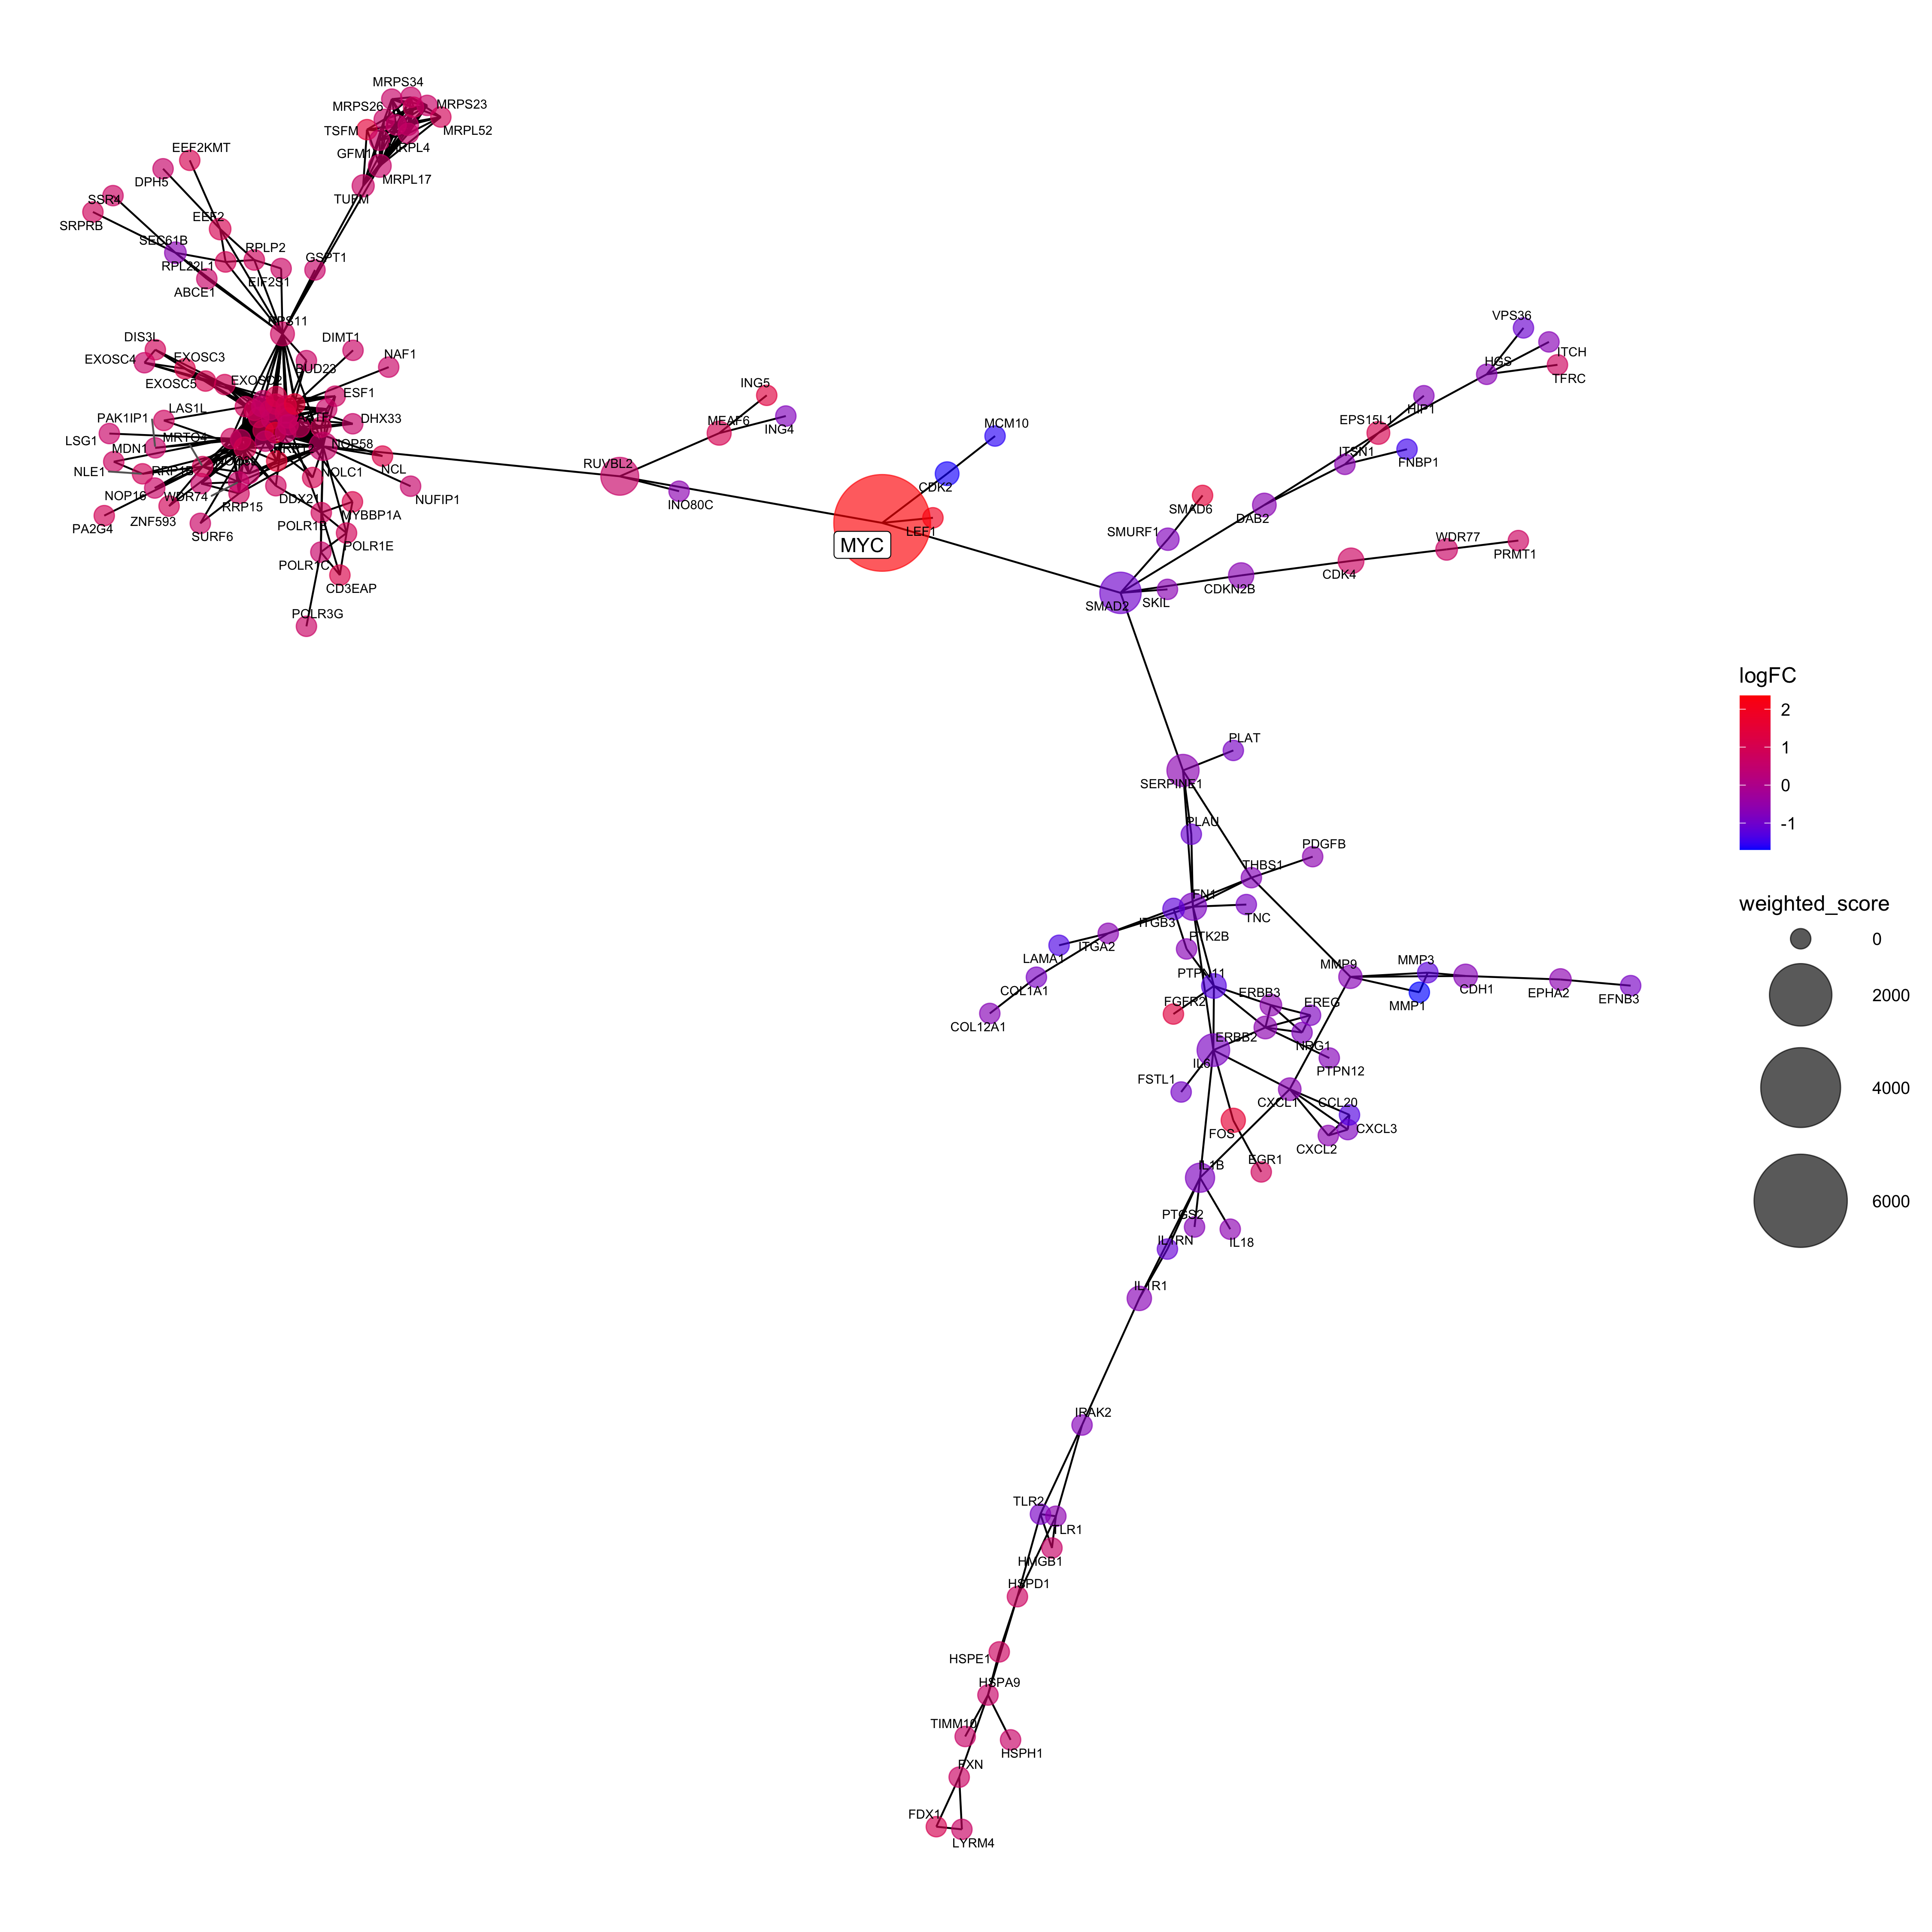 MRPS34
MRPS26
MRPS23
TSFM
MRPL52
GFM1
MRPL17
TUFM
EEF2KMT
DPH5
SSR4
SRPRB
EEF2
SEC61B
RPLP2
RPL22L1
GSPT1
EIF2S1
ABCE1
RPS11
DIS3L
DIMT1
EXOSC4
EXOSC3
NAF1
BUD23
EXOSC5
EXOSC2
ESF1
LAS1L
PAK1IP1
DHX33
LSG1
MRTO4
MDN1
NOP58
NLE1
RRP1B
NOLC1
NCL
NOP16
WDR74
DDX21
NUFIP1
RRP15
PA2G4
ZNF593
SURF6
MYBBP1A
POLR1B
POLR1E
POLR1C
CD3EAP
POLR3G
ING5
MEAF6
ING4
RUVBL2
INO80C
MCM10
CDK2
LEF1
MYC
VPS36
ITCH
HGS
TFRC
HIP1
EPS15L1
ITSN1
FNBP1
SMAD6
DAB2
SMURF1
WDR77
PRMT1
CDK4
CDKN2B
SKIL
SMAD2
PLAT
SERPINE1
PLAU
PDGFB
THBS1
FN1
ITGB3
TNC
PTK2B
ITGA2
LAMA1
COL1A1
COL12A1
PTPN11
FGFR2
ERBB3
EREG
ERBB2
NRG1
PTPN12
IL6
FSTL1
MMP9
MMP3
CDH1
MMP1
EPHA2
EFNB3
CXCL1
CCL20
CXCL3
CXCL2
FOS
EGR1
IL1B
PTGS2
IL1RN
IL18
IL1R1
IRAK2
TLR2
TLR1
HMGB1
HSPD1
HSPE1
HSPA9
TIMM10
HSPH1
FXN
FDX1
LYRM4
logFC
2
1
0
-1
weighted_score
0
2000
4000
6000